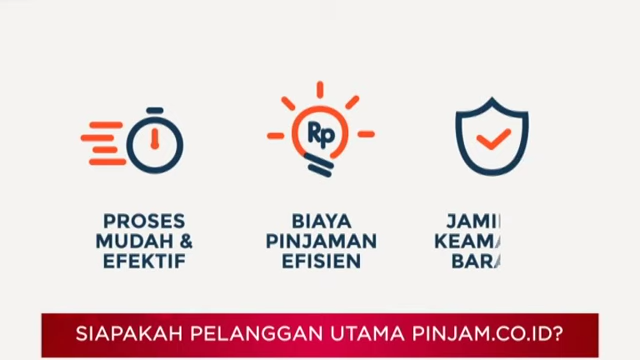 Rp
PROSES
MUDAH &
EFEKTIF
BIAYA
PINJAMAN
EFISIEN
SIAPAKAH PELANGGAN UTAMA PINJAM.CO.ID?